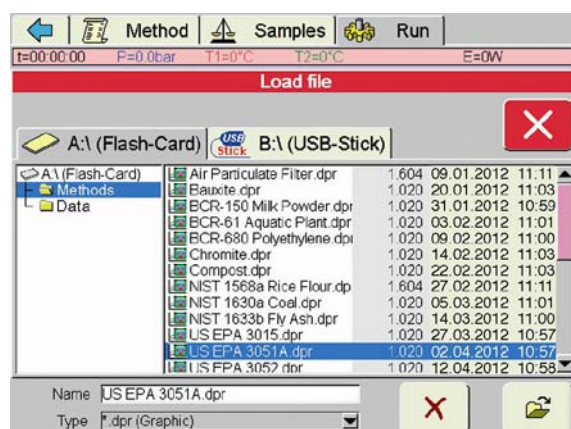 Method Samples Run
t=00:00:00 P=0.0bar T1=0°C T2=0°C E=0W
Load file
A:\ (Flash-Card) USB Stick B:\ (USB-Stick)
A:\ (Flash-Card)
Methods
Data
Air Particulate Filter.dpr 1.604 09.01.2012 11:11
Bauxite.dpr 1.020 20.01.2012 11:03
BCR-150 Milk Powder.dpr 1.020 31.01.2012 10:59
BCR-61 Aquatic Plant.dpr 1.020 03.02.2012 11:01
BCR-680 Polyethylene.dpr 1.020 09.02.2012 11:00
Chromite.dpr 1.020 14.02.2012 11:03
Compost.dpr 1.020 22.02.2012 11:03
NIST 1568a Rice Flour.dp 1.604 27.02.2012 11:11
NIST 1630a Coal.dpr 1.020 05.03.2012 11:01
NIST 1633b Fly Ash.dpr 1.020 14.03.2012 11:00
US EPA 3015.dpr 1.020 27.03.2012 10:57
US EPA 3051A.dpr 1.020 02.04.2012 10:57
US EPA 3052.dpr 1.020 12.04.2012 10:58
Name US EPA 3051A.dpr
Type *.dpr (Graphic)